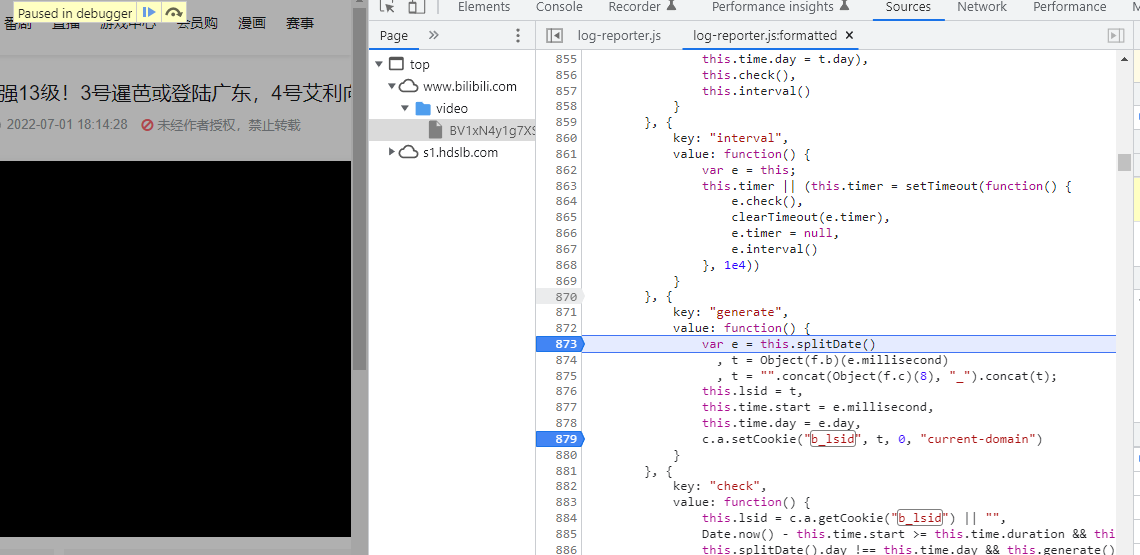 Paused in debugger
番剧 直播 游戏中心 会员购 漫画 赛事
强13级！3号暹芭或登陆广东，4号艾利向
2022-07-01 18:14:28 未经作者授权，禁止转载
Elements Console Recorder Performance insights Sources Network Performance
Page » log-reporter.js log-reporter.js:formatted ×
top
www.bilibili.com
video
BV1xN4y1g7XS
s1.hdslb.com
855 this.time.day = t.day),
856 this.check(),
857 this.interval()
858 }
859 }, {
860 key: "interval",
861 value: function() {
862 var e = this;
863 this.timer || (this.timer = setTimeout(function() {
864 e.check(),
865 clearTimeout(e.timer),
866 e.timer = null,
867 e.interval()
868 }, 1e4))
869 }
870 }, {
871 key: "generate",
872 value: function() {
873 var e = this.splitDate()
874 , t = Object(f.b)(e.millisecond)
875 , t = "".concat(Object(f.c)(8), "_").concat(t);
876 this.lsid = t,
877 this.time.start = e.millisecond,
878 this.time.day = e.day,
879 c.a.setCookie("b_lsid", t, 0, "current-domain")
880 }
881 }, {
882 key: "check",
883 value: function() {
884 this.lsid = c.a.getCookie("b_lsid") || "",
885 Date.now() - this.time.start >= this.time.duration && thi
886 this.splitDate().day !== this.time.day && this.generate()